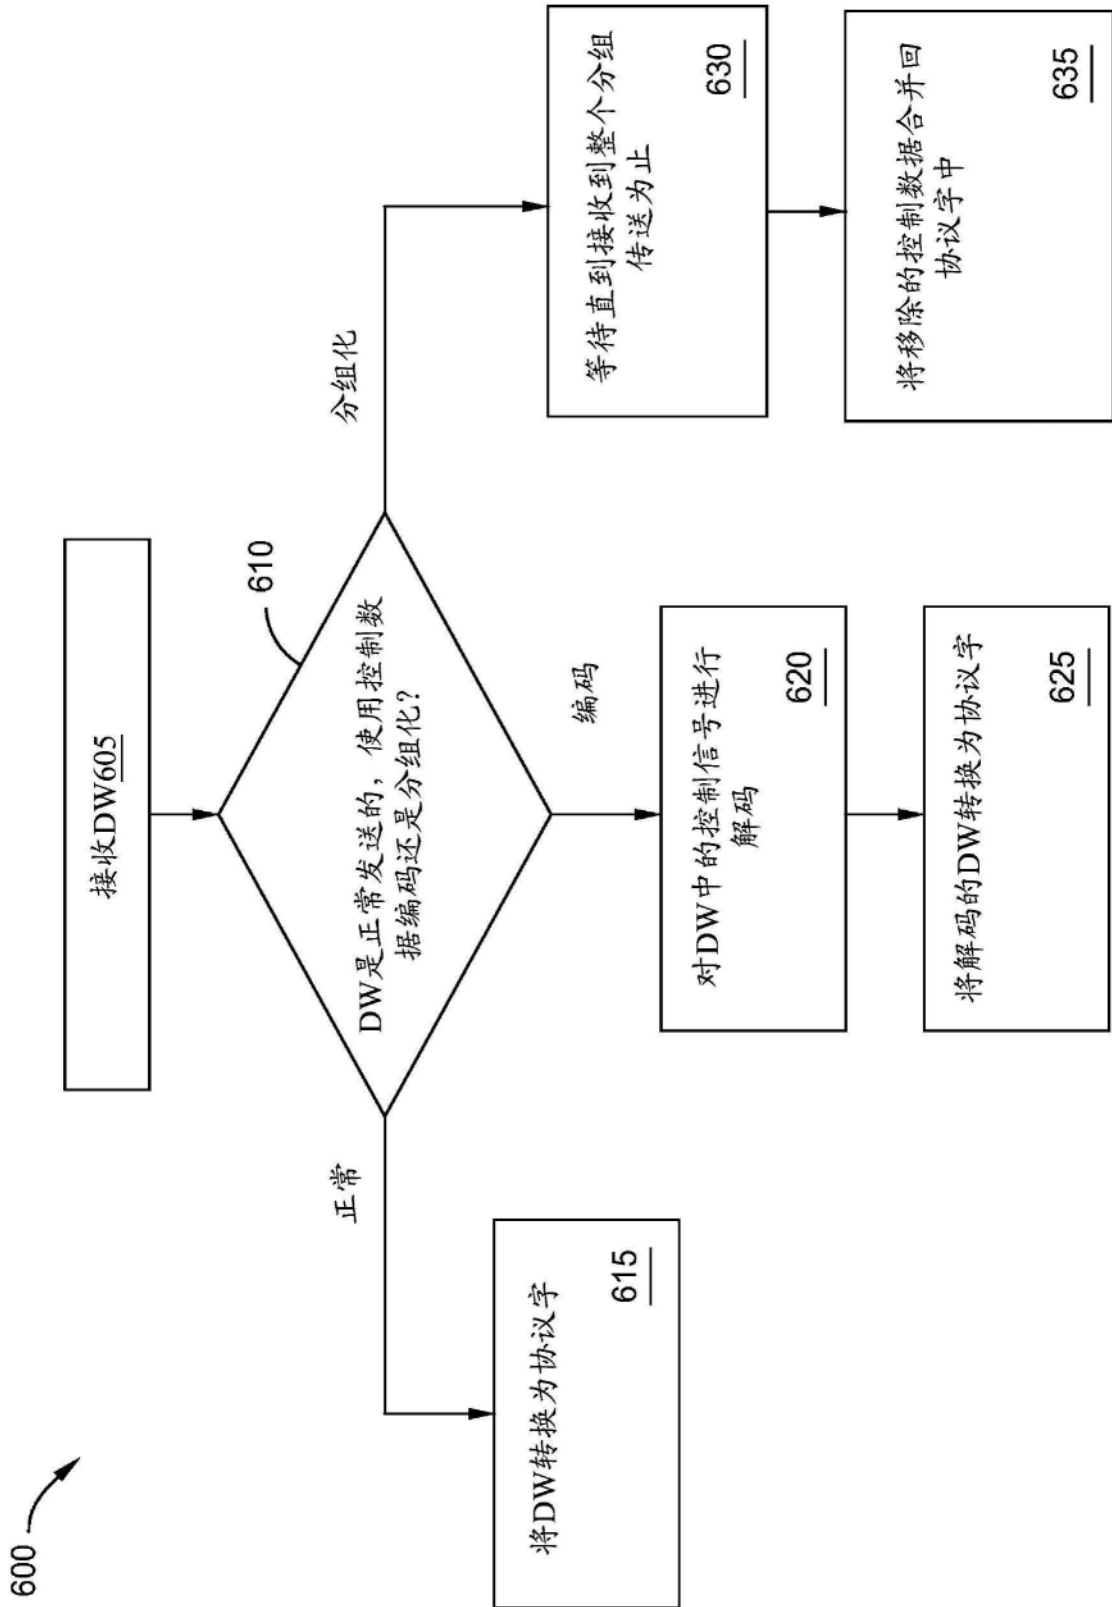 600
接收DW605
610
DW是正常发送的，使用控制数
据编码还是分组化？
正常
编码
分组化
将DW转换为协议字
615
对DW中的控制信号进行
解码
620
将解码的DW转换为协议字
625
等待直到接收到整个分组
传送为止
630
将移除的控制数据合并回
协议字中
635